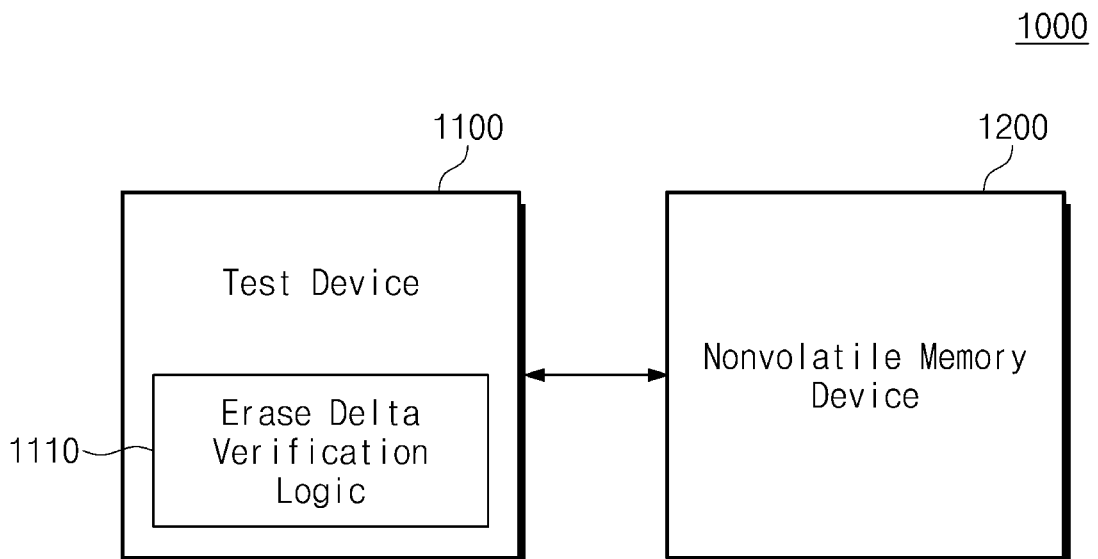 1000
1100
1200
Test Device
Nonvolatile Memory
Device
Erase Delta
Verification
Logic
1110